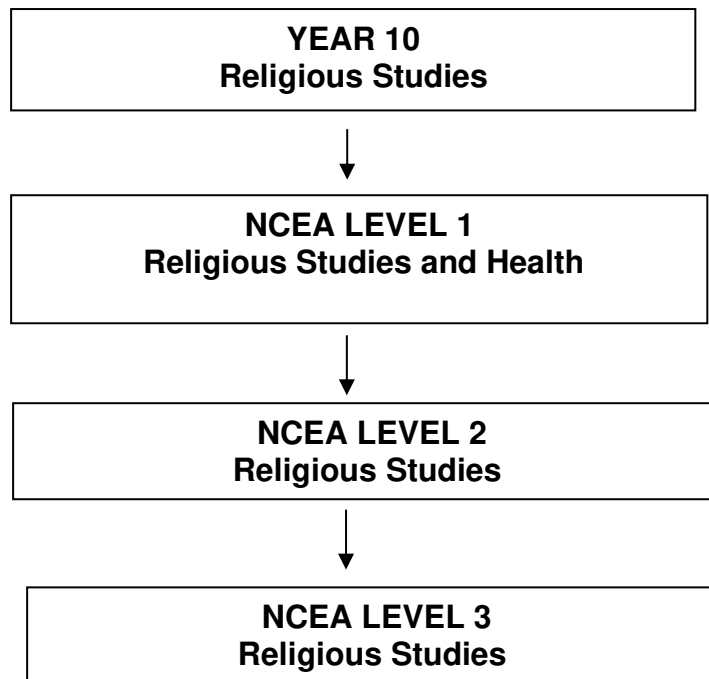 YEAR 10
Religious Studies
NCEA LEVEL 1
Religious Studies and Health
NCEA LEVEL 2
Religious Studies
NCEA LEVEL 3
Religious Studies